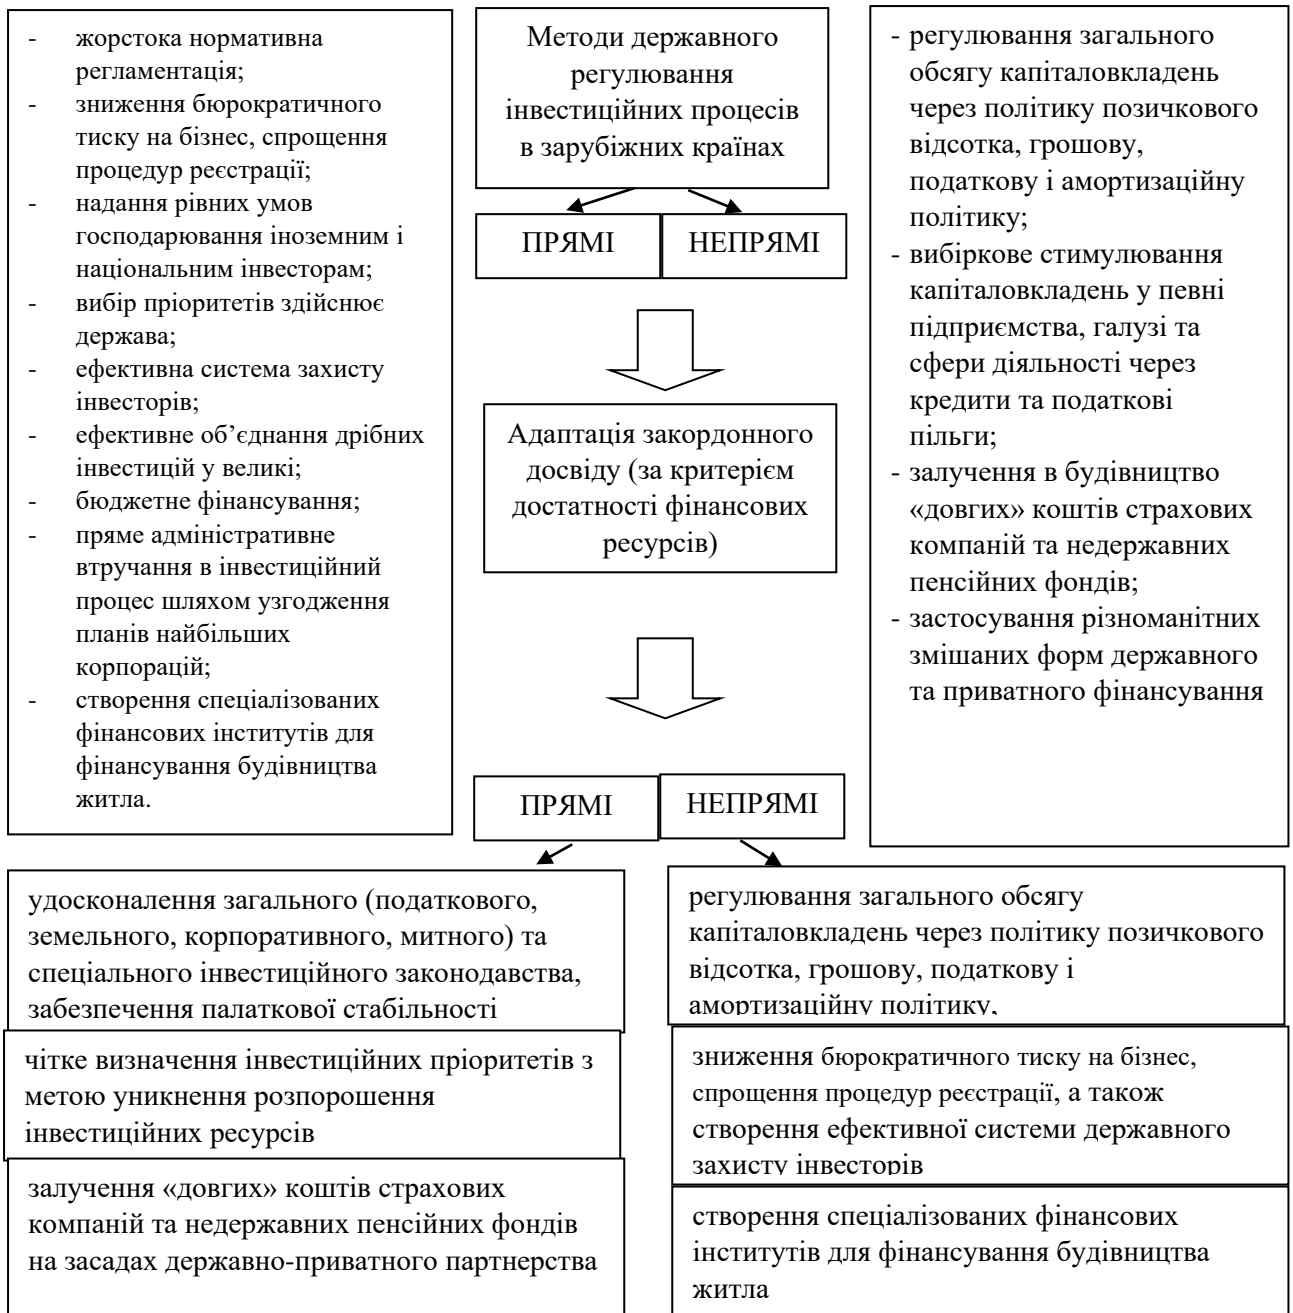 - жорстока нормативна
регламентація;
- зниження бюрократичного
тиску на бізнес, спрощення
процедур реєстрації;
- надання рівних умов
господарювання іноземним і
національним інвесторам;
- вибір пріоритетів здійснює
держава;
- ефективна система захисту
інвесторів;
- ефективне об’єднання дрібних
інвестицій у великі;
- бюджетне фінансування;
- пряме адміністративне
втручання в інвестиційний
процес шляхом узгодження
планів найбільших
корпорацій;
- створення спеціалізованих
фінансових інститутів для
фінансування будівництва
житла.
Методи державного
регулювання
інвестиційних процесів
в зарубіжних країнах
ПРЯМІ
НЕПРЯМІ
Адаптація закордонного
досвіду (за критерієм
достатності фінансових
ресурсів)
- регулювання загального
обсягу капіталовкладень
через політику позичкового
відсотка, грошову,
податкову і амортизаційну
політику;
- вибіркове стимулювання
капіталовкладень у певні
підприємства, галузі та
сфери діяльності через
кредити та податкові
пільги;
- залучення в будівництво
«довгих» коштів страхових
компаній та недержавних
пенсійних фондів;
- застосування різноманітних
змішаних форм державного
та приватного фінансування
ПРЯМІ
НЕПРЯМІ
удосконалення загального (податкового,
земельного, корпоративного, митного) та
спеціального інвестиційного законодавства,
забезпечення палаткової стабільності
чітке визначення інвестиційних пріоритетів з
метою уникнення розпорошення
інвестиційних ресурсів
залучення «довгих» коштів страхових
компаній та недержавних пенсійних фондів
на засадах державно-приватного партнерства
регулювання загального обсягу
капіталовкладень через політику позичкового
відсотка, грошову, податкову і
амортизаційну політику,
зниження бюрократичного тиску на бізнес,
спрощення процедур реєстрації, а також
створення ефективної системи державного
захисту інвесторів
створення спеціалізованих фінансових
інститутів для фінансування будівництва
житла